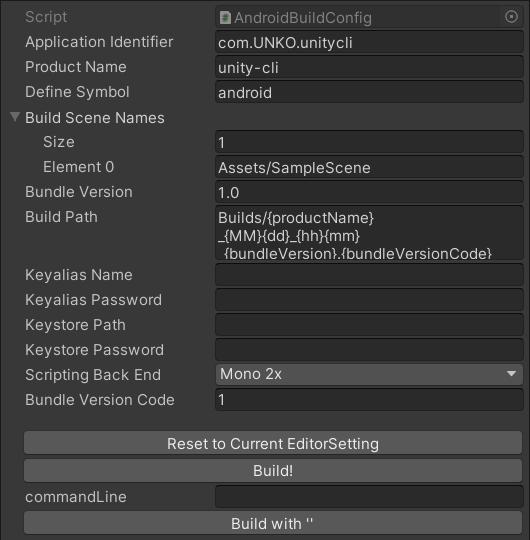 Script AndroidBuildConfig
Application Identifier com.UNKO.unitycli
Product Name unity-cli
Define Symbol android
Build Scene Names
Size 1
Element 0 Assets/SampleScene
Bundle Version 1.0
Build Path Builds/{productName}
_{MM}{dd}_{hh}{mm}
_{bundleVersion}.{bundleVersionCode}
Keyalias Name
Keyalias Password
Keystore Path
Keystore Password
Scripting Back End Mono 2x
Bundle Version Code 1
Reset to Current EditorSetting
Build!
commandLine
Build with ''